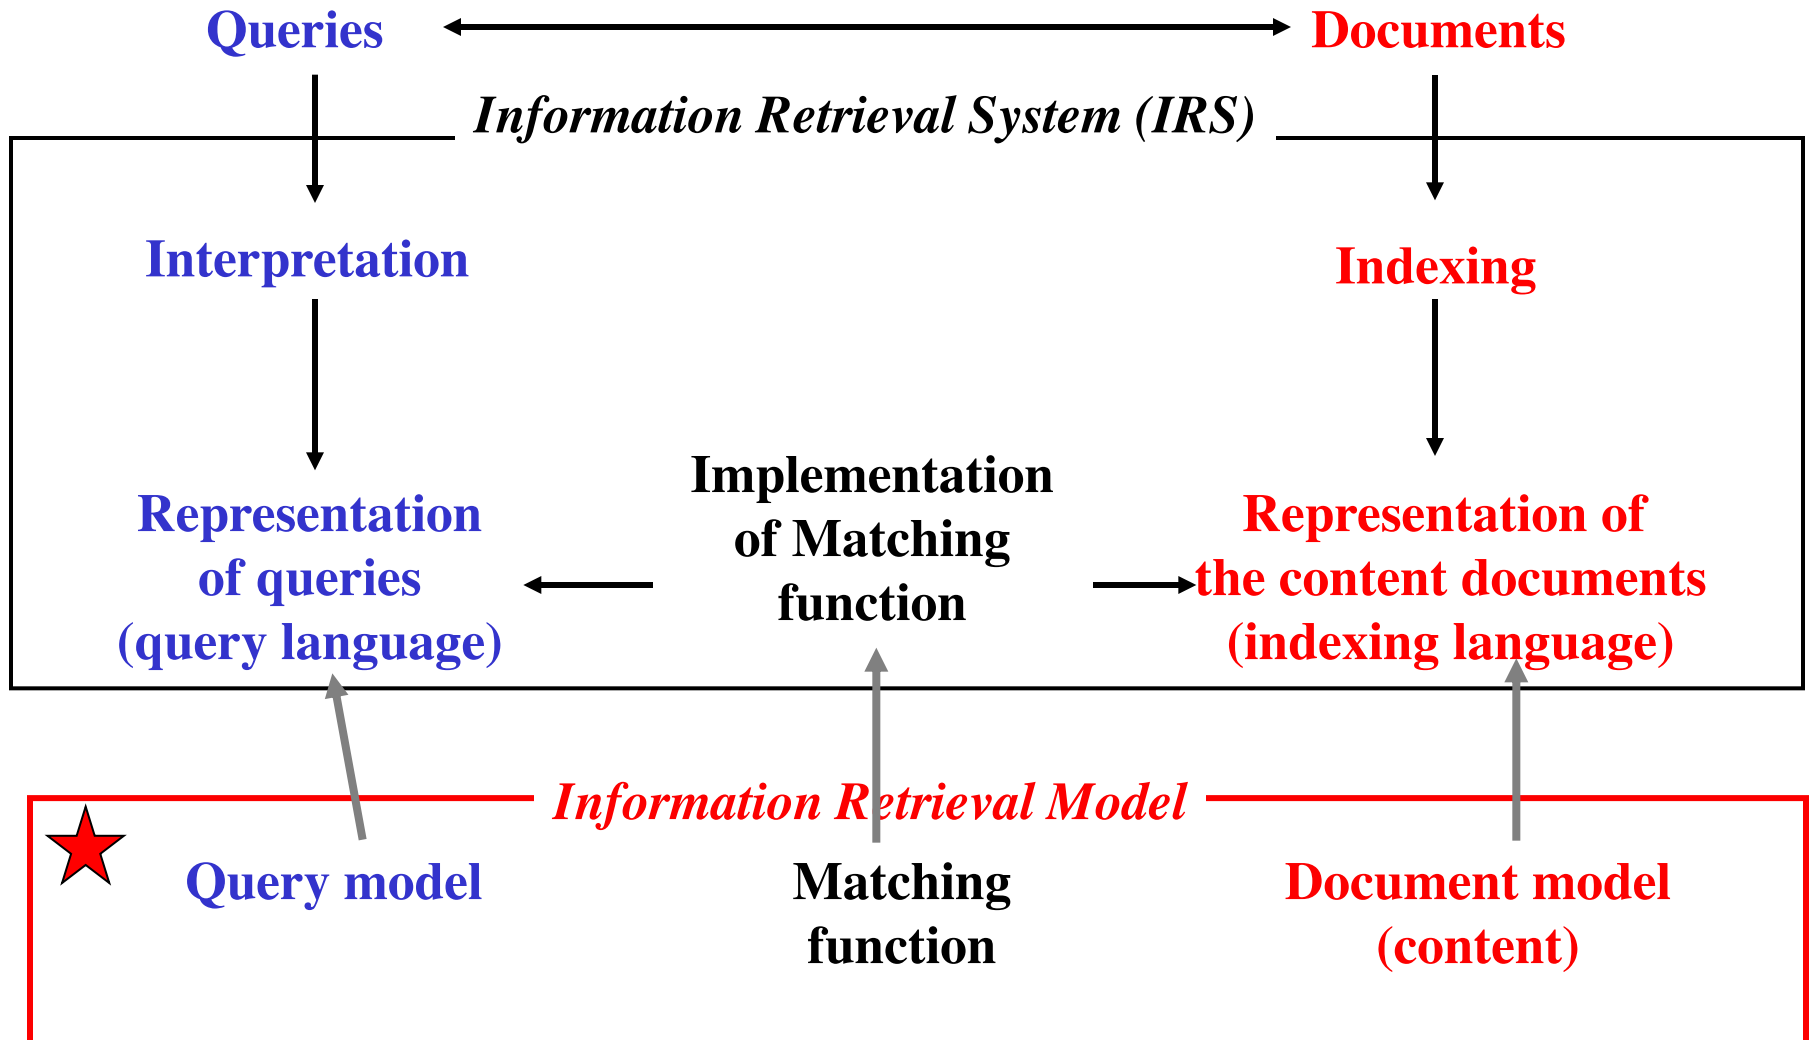 Queries
Documents
Information Retrieval System (IRS)
Interpretation
Indexing
Implementation
of Matching
function
Representation
of queries
(query language)
Representation of
the content documents
(indexing language)
Information Retrieval Model
Query model
Matching
function
Document model
(content)